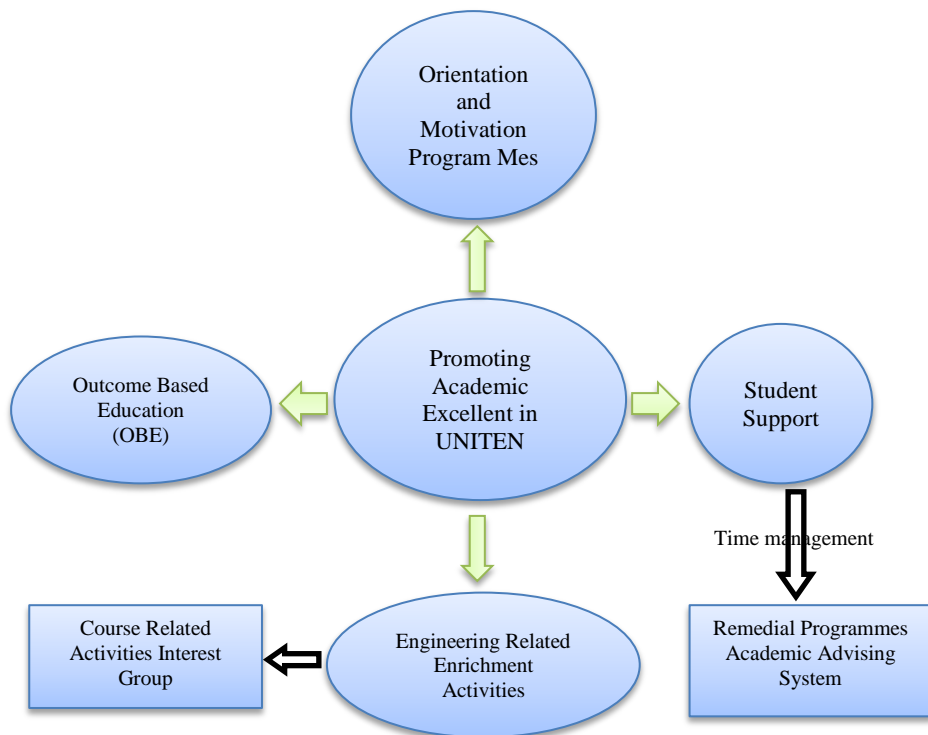 Orientation
and
Motivation
Program Mes
Promoting
Academic
Excellent in
UNITEN
Outcome Based
Education
(OBE)
Student
Support
Time management
Course Related
Activities Interest
Group
Engineering Related
Enrichment
Activities
Remedial Programmes
Academic Advising
System